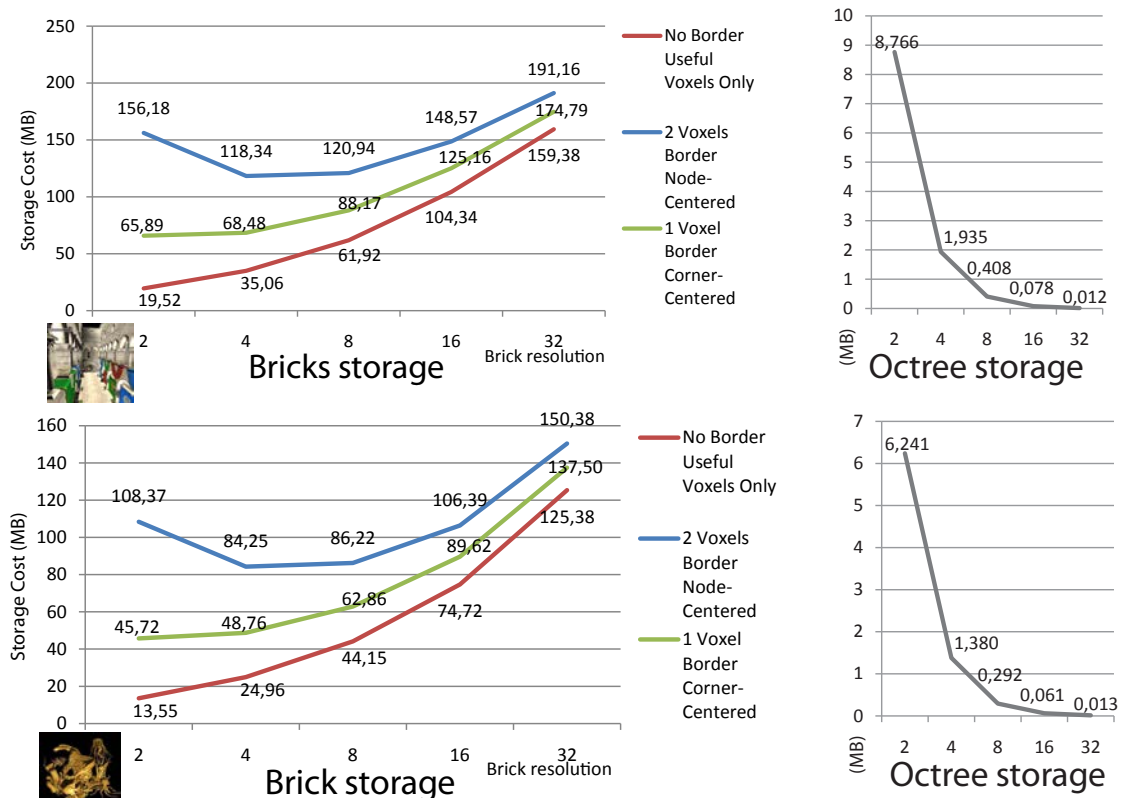 250
200
150
100
50
0
Storage Cost (MB)
156,18
118,34
120,94
148,57
191,16
65,89
68,48
88,17
125,16
174,79
19,52
35,06
61,92
104,34
159,38
2
4
8
16
32
Brick resolution
Bricks storage
No Border
Useful
Voxels Only
2 Voxels
Border
Node-
Centered
1 Voxel
Border
Corner-
Centered
10
9
8
7
6
5
4
3
2
1
0
(MB)
8,766
1,935
0,408
0,078
0,012
2
4
8
16
32
Octree storage
160
140
120
100
80
60
40
20
0
Storage Cost (MB)
108,37
84,25
86,22
106,39
150,38
45,72
48,76
62,86
89,62
137,50
13,55
24,96
44,15
74,72
125,38
2
4
8
16
32
Brick resolution
Brick storage
No Border
Useful
Voxels Only
2 Voxels
Border
Node-
Centered
1 Voxel
Border
Corner-
Centered
7
6
5
4
3
2
1
0
(MB)
6,241
1,380
0,292
0,061
0,013
2
4
8
16
32
Octree storage